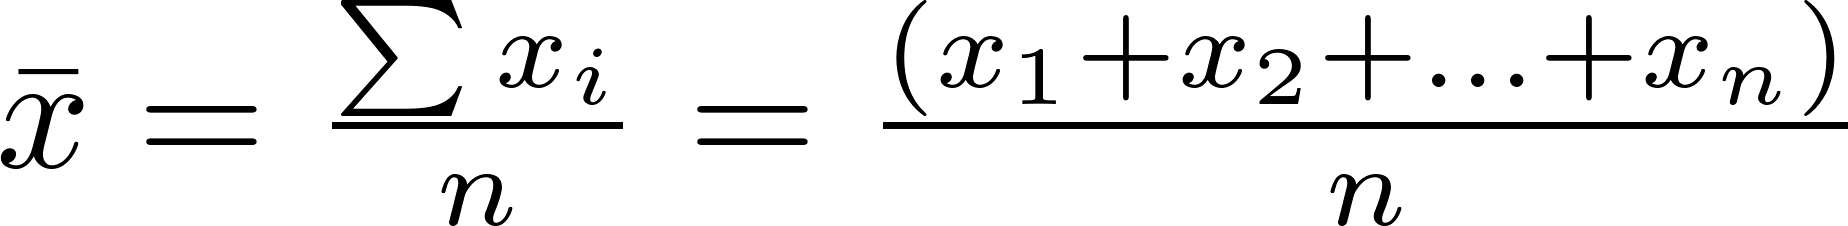 x̄ = ∑ xᵢ / n = (x₁+x₂+...+xₙ) / n